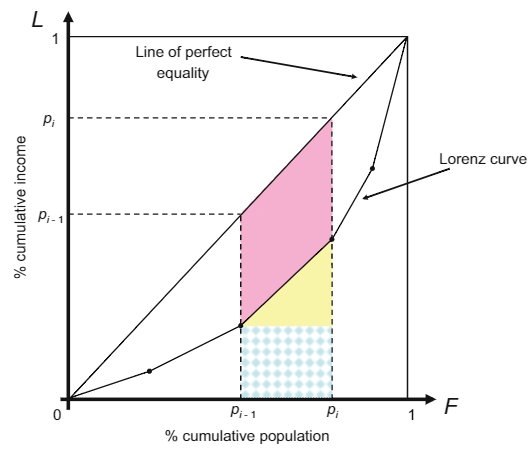 L
1
Line of perfect
equality
p_i
Lorenz curve
p_{i - 1}
% cumulative income
0
p_{i - 1}
p_i
1
F
% cumulative population